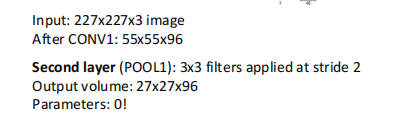 Input: 227x227x3 image
After CONV1: 55x55x96
Second layer (POOL1): 3x3 filters applied at stride 2
Output volume: 27x27x96
Parameters: 0!